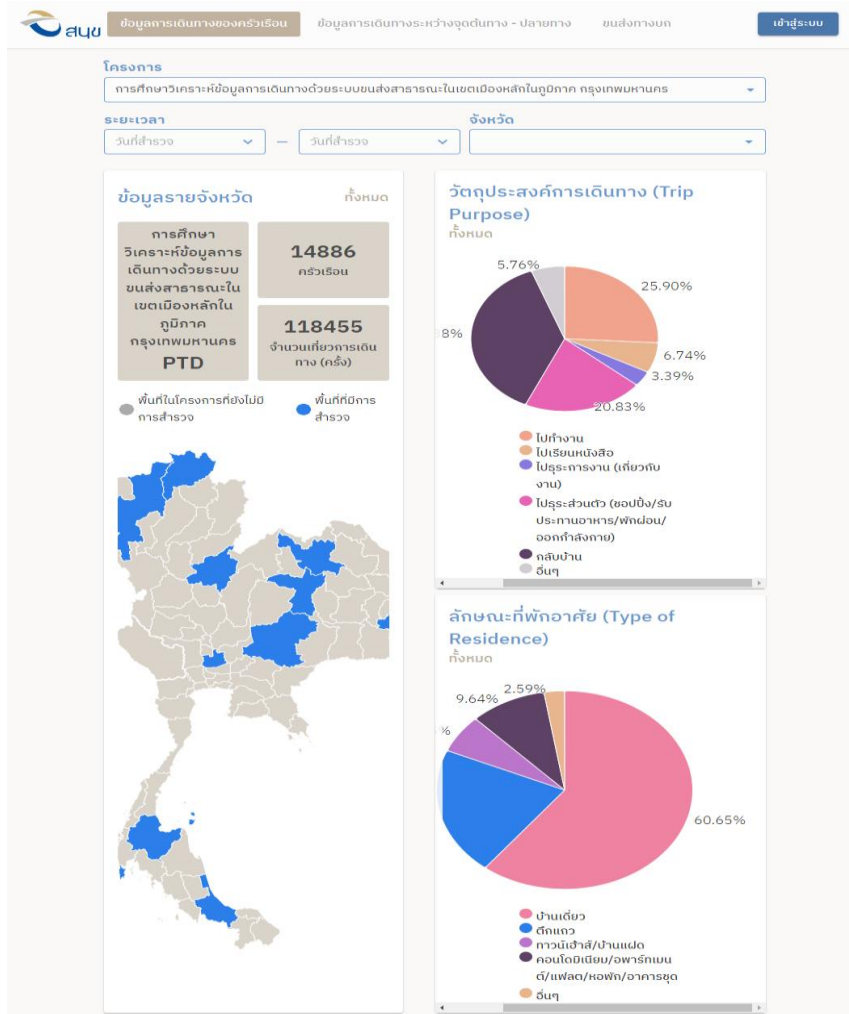 สนข
ข้อมูลการเดินทางของครัวเรือน
ข้อมูลการเดินทางระหว่างจุดต้นทาง - ปลายทาง
ขนส่งทางบก
เข้าสู่ระบบ
โครงการ
การศึกษาวิเคราะห์ข้อมูลการเดินทางด้วยระบบขนส่งสาธารณะในเขตเมืองหลักในภูมิภาค กรุงเทพมหานคร
ระยะเวลา
จังหวัด
วันที่สำรวจ
—
วันที่สำรวจ
ข้อมูลรายจังหวัด
ทั้งหมด
การศึกษา
วิเคราะห์ข้อมูลการ
เดินทางด้วยระบบ
ขนส่งสาธารณะใน
เขตเมืองหลักใน
ภูมิภาค
กรุงเทพมหานคร
PTD
14886
ครัวเรือน
118455
จำนวนเที่ยวการเดิน
ทาง (ครั้ง)
พื้นที่ในโครงการที่ยังไม่มี
การสำรวจ
พื้นที่ที่มีการ
สำรวจ
วัตถุประสงค์การเดินทาง (Trip
Purpose)
ทั้งหมด
5.76%
25.90%
8%
6.74%
3.39%
20.83%
ไปทำงาน
ไปเรียนหนังสือ
ไปธุระการงาน (เกี่ยวกับ
งาน)
ไปธุระส่วนตัว (ชอปปิ้ง/รับ
ประทานอาหาร/พักผ่อน/
ออกกำลังกาย)
กลับบ้าน
อื่นๆ
ลักษณะที่พักอาศัย (Type of
Residence)
ทั้งหมด
2.59%
9.64%
%
60.65%
บ้านเดี่ยว
ตึกแถว
ทาวน์เฮ้าส์/บ้านแฝด
คอนโดมิเนียม/อพาร์ทเมน
ต์/แฟลต/หอพัก/อาคารชุด
อื่นๆ